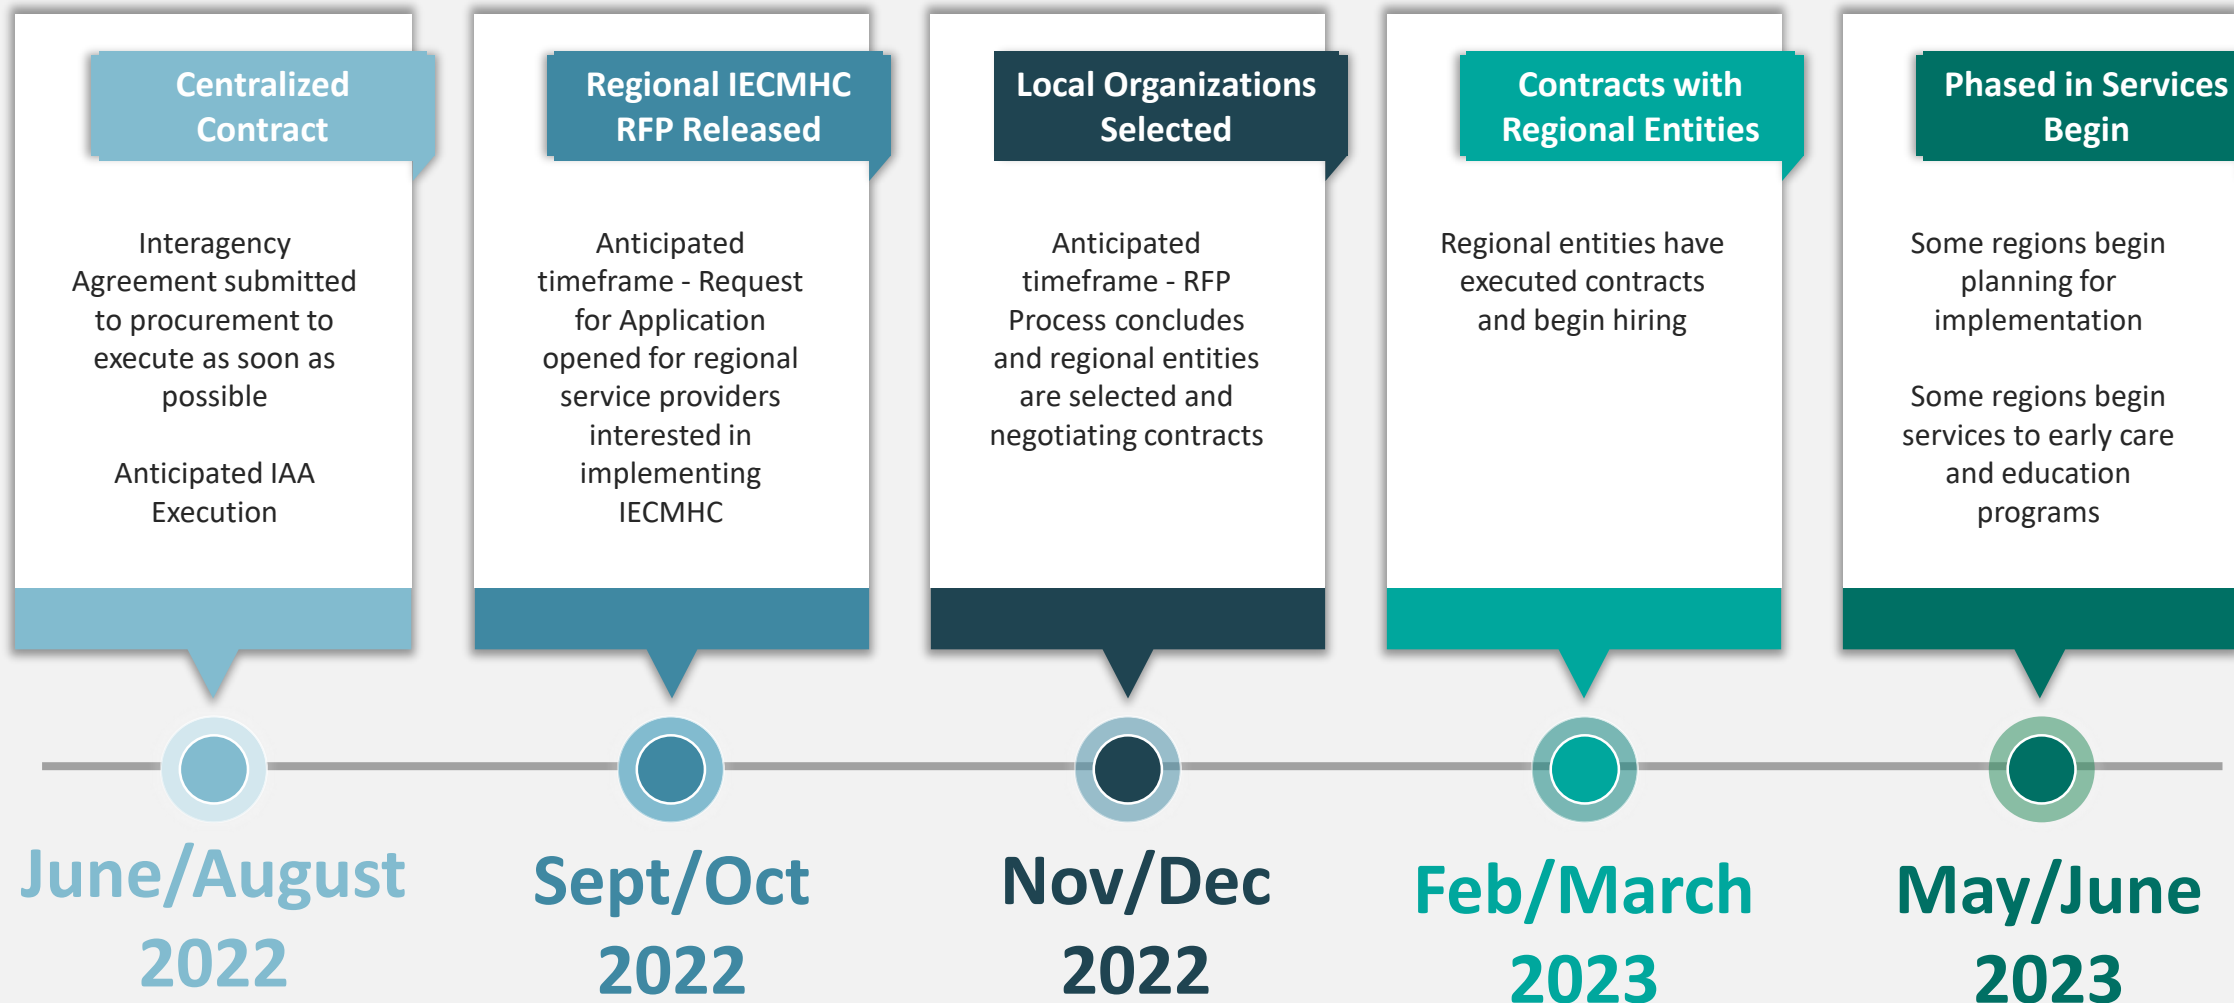 Centralized
Contract
Interagency
Agreement submitted
to procurement to
execute as soon as
possible
Anticipated IAA
Execution
June/August
2022
Regional IECMHC
RFP Released
Anticipated
timeframe - Request
for Application
opened for regional
service providers
interested in
implementing
IECMHC
Sept/Oct
2022
Local Organizations
Selected
Anticipated
timeframe - RFP
Process concludes
and regional entities
are selected and
negotiating contracts
Nov/Dec
2022
Contracts with
Regional Entities
Regional entities have
executed contracts
and begin hiring
Feb/March
2023
Phased in Services
Begin
Some regions begin
planning for
implementation
Some regions begin
services to early care
and education
programs
May/June
2023